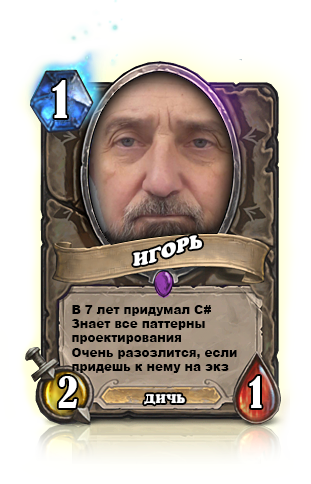 1
ИГОРЬ
В 7 лет придумал C#
Знает все паттерны
проектирования
Очень разозлится, если
придешь к нему на экз
2
дичь
1